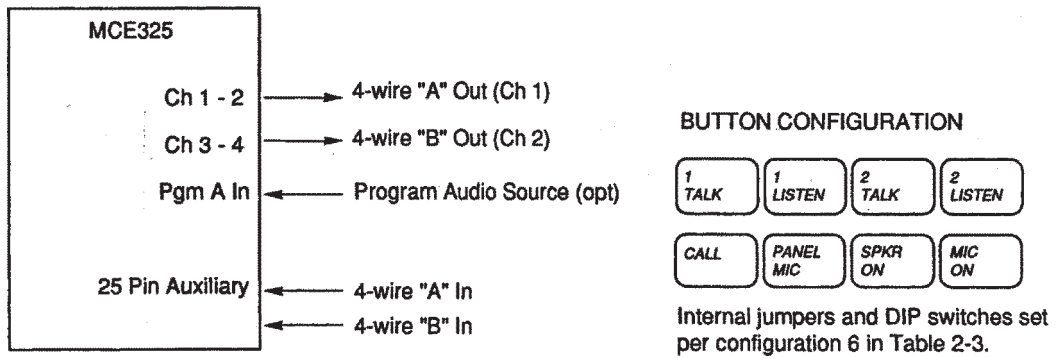 MCE325
Ch 1 - 2
4-wire "A" Out (Ch 1)
Ch 3 - 4
4-wire "B" Out (Ch 2)
Pgm A In
Program Audio Source (opt)
25 Pin Auxiliary
4-wire "A" In
4-wire "B" In
BUTTON CONFIGURATION
1 TALK
1 LISTEN
2 TALK
2 LISTEN
CALL
PANEL MIC
SPKR ON
MIC ON
Internal jumpers and DIP switches set
per configuration 6 in Table 2-3.